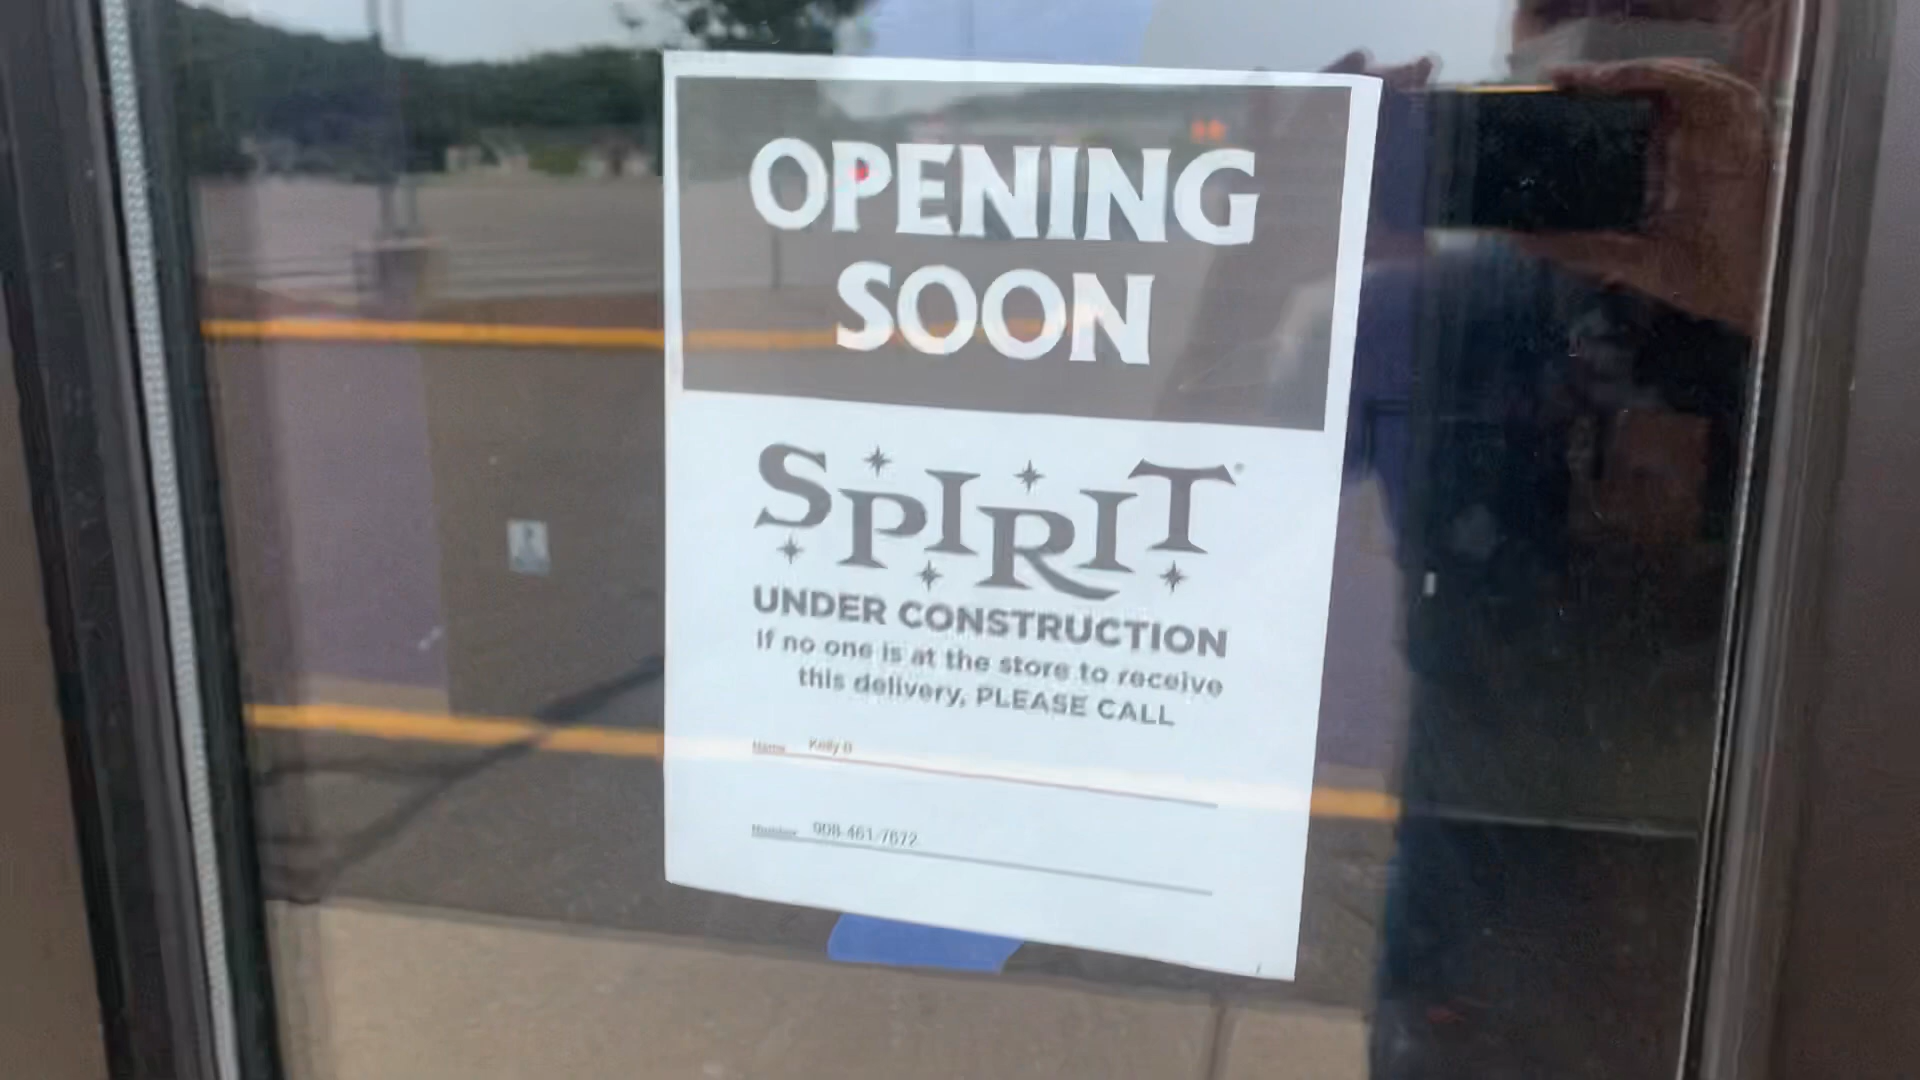 OPENING
SOON
SPIRIT
UNDER CONSTRUCTION
If no one is at the store to receive
this delivery, PLEASE CALL
Name Kelly B
Number 908-461-7672